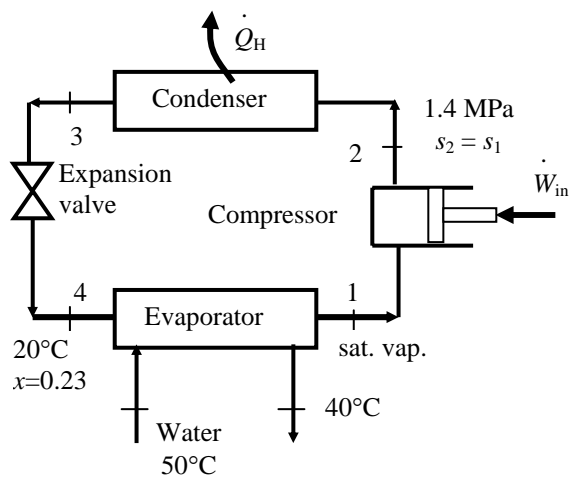 Q̇H
Condenser
1.4 MPa
s2 = s1
3
2
Expansion
valve
Ẇin
Compressor
4
1
Evaporator
20°C
x=0.23
sat. vap.
40°C
Water
50°C